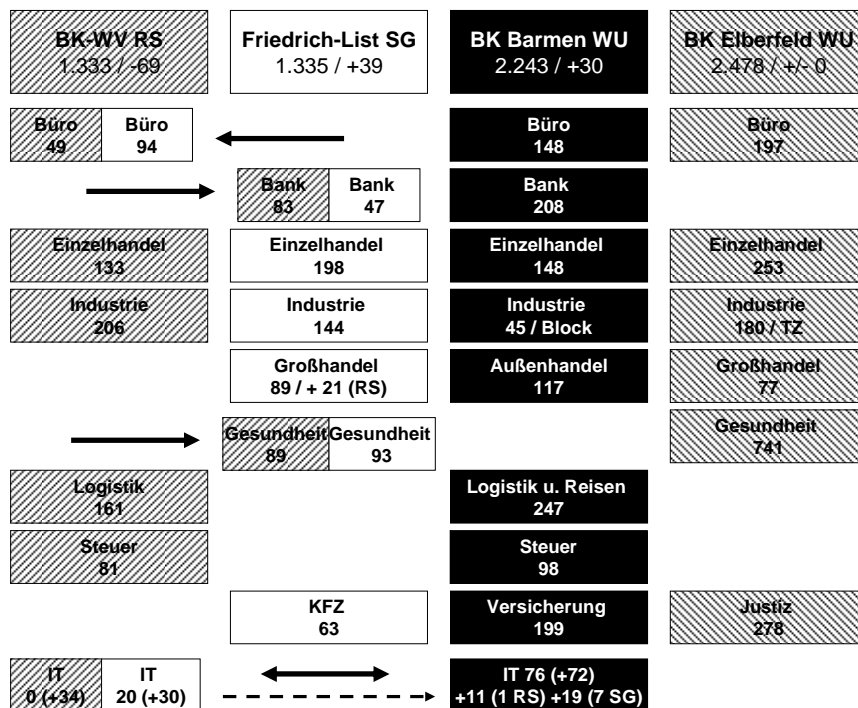 BK-WV RS
1.333 / -69
Friedrich-List SG
1.335 / +39
BK Barmen WU
2.243 / +30
BK Elberfeld WU
2.478 / +/- 0
Büro
49
Büro
94
Büro
148
Büro
197
Bank
83
Bank
47
Bank
208
Einzelhandel
133
Einzelhandel
198
Einzelhandel
148
Einzelhandel
253
Industrie
206
Industrie
144
Industrie
45 / Block
Industrie
180 / TZ
Großhandel
89 / + 21 (RS)
Außenhandel
117
Großhandel
77
Gesundheit
89
Gesundheit
93
Gesundheit
741
Logistik
161
Logistik u. Reisen
247
Steuer
81
Steuer
98
KFZ
63
Versicherung
199
Justiz
278
IT
0 (+34)
IT
20 (+30)
IT 76 (+72)
+11 (1 RS) +19 (7 SG)